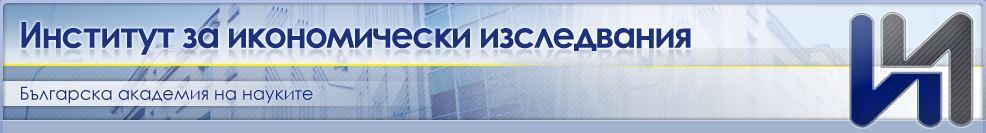 Институт за икономически изследвания
Българска академия на науките